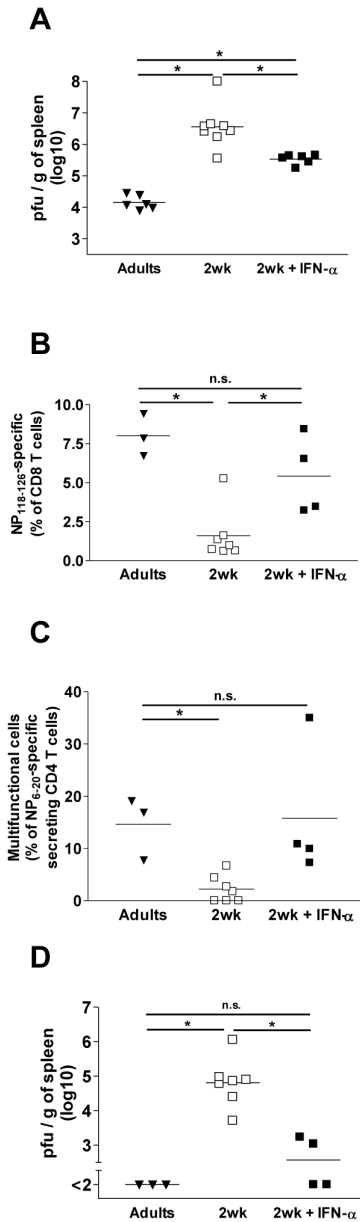 A
*
* *
pfu / g of spleen
(log10)
8
7
6
5
4
3
Adults 2wk 2wk + IFN-α
B
n.s.
* *
NP118-126-specific
(% of CD8 T cells)
10.0
7.5
5.0
2.5
0.0
Adults 2wk 2wk + IFN-α
C
n.s.
*
Multifunctional cells
(% of NP6-20-specific
secreting CD4 T cells)
40
30
20
10
0
Adults 2wk 2wk + IFN-α
D
n.s.
* *
pfu / g of spleen
(log10)
7
6
5
4
3
<2
Adults 2wk 2wk + IFN-α